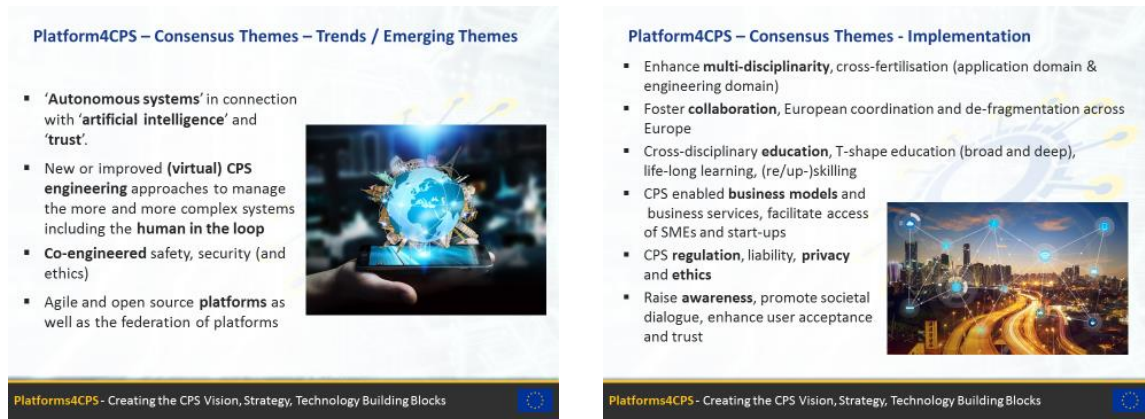 Platform4CPS – Consensus Themes – Trends / Emerging Themes
▪ ‘Autonomous systems’ in connection
with ‘artificial intelligence’ and
‘trust’.
▪ New or improved (virtual) CPS
engineering approaches to manage
the more and more complex systems
including the human in the loop
▪ Co-engineered safety, security (and
ethics)
▪ Agile and open source platforms as
well as the federation of platforms
Platforms4CPS - Creating the CPS Vision, Strategy, Technology Building Blocks
Platform4CPS – Consensus Themes - Implementation
▪ Enhance multi-disciplinarity, cross-fertilisation (application domain &
engineering domain)
▪ Foster collaboration, European coordination and de-fragmentation across
Europe
▪ Cross-disciplinary education, T-shape education (broad and deep),
life-long learning, (re/up-)skilling
▪ CPS enabled business models and
business services, facilitate access
of SMEs and start-ups
▪ CPS regulation, liability, privacy
and ethics
▪ Raise awareness, promote societal
dialogue, enhance user acceptance
and trust
Platforms4CPS - Creating the CPS Vision, Strategy, Technology Building Blocks